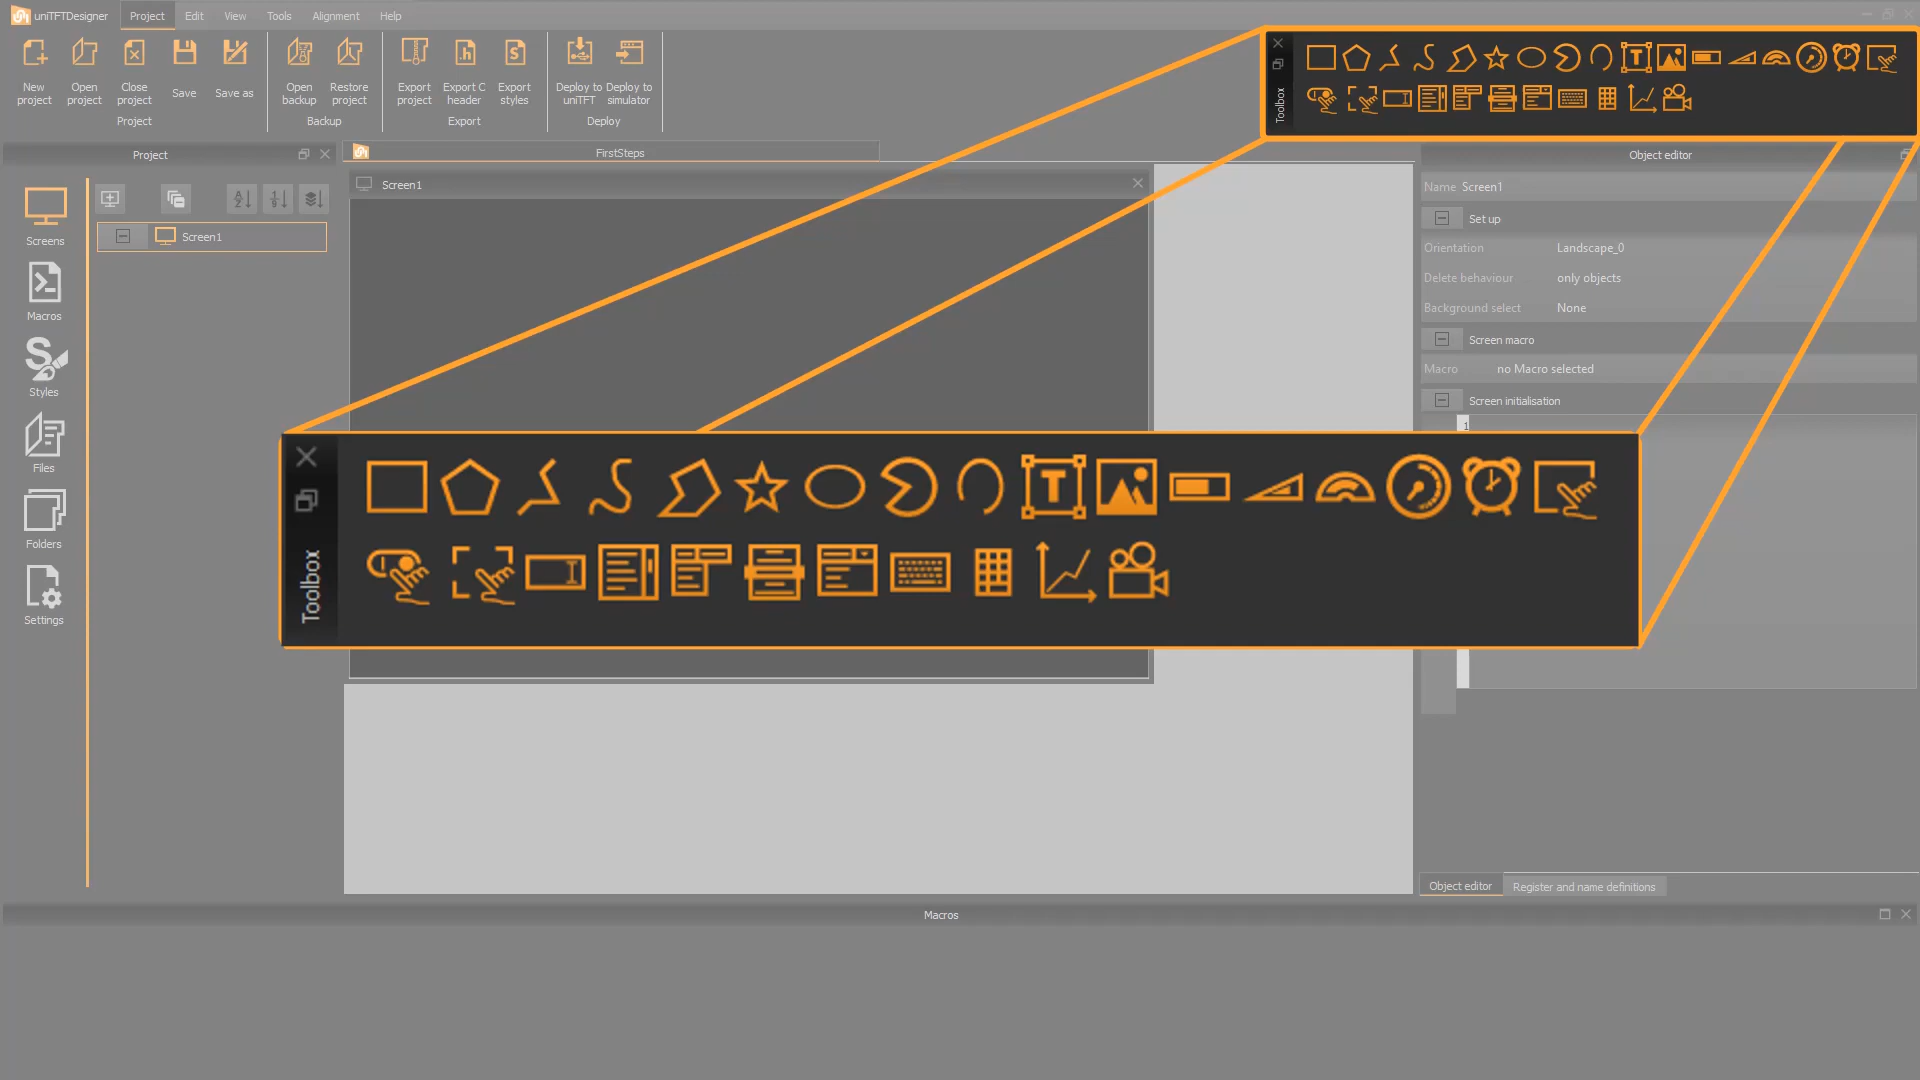 uniTFTDesigner
Project Edit View Tools Alignment Help
New project
Open project
Close project
Save
Save as
Project
Open backup
Restore project
Backup
Export project
Export C header
Export styles
Export
Deploy to uniTFT
Deploy to simulator
Deploy
Toolbox
Project
Screens
Macros
Styles
Files
Folders
Settings
Screen1
FirstSteps
Screen1
Toolbox
Object editor
Name Screen1
Set up
Orientation Landscape_0
Delete behaviour only objects
Background select None
Screen macro
Macro no Macro selected
Screen initialisation
1
Object editor Register and name definitions
Macros